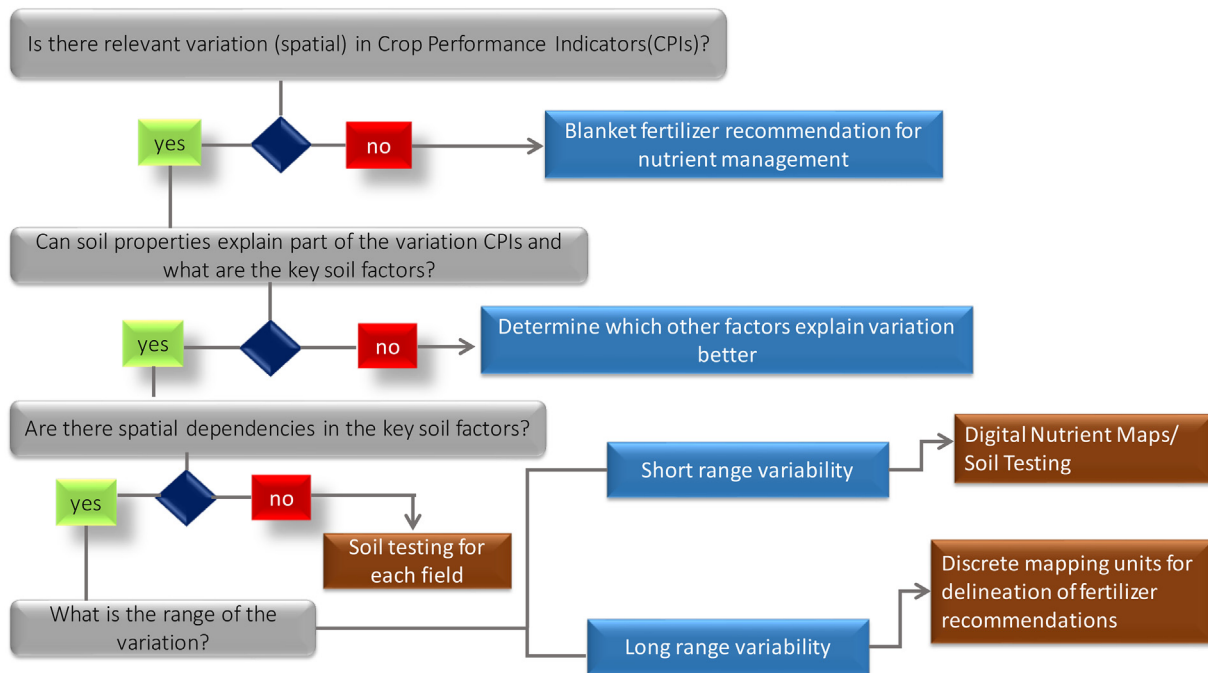 Is there relevant variation (spatial) in Crop Performance Indicators(CPIs)?
yes
no
Blanket fertilizer recommendation for
nutrient management
Can soil properties explain part of the variation CPIs and
what are the key soil factors?
yes
no
Determine which other factors explain variation
better
Are there spatial dependencies in the key soil factors?
yes
no
Soil testing for
each field
What is the range of the
variation?
Short range variability
Digital Nutrient Maps/
Soil Testing
Long range variability
Discrete mapping units for
delineation of fertilizer
recommendations